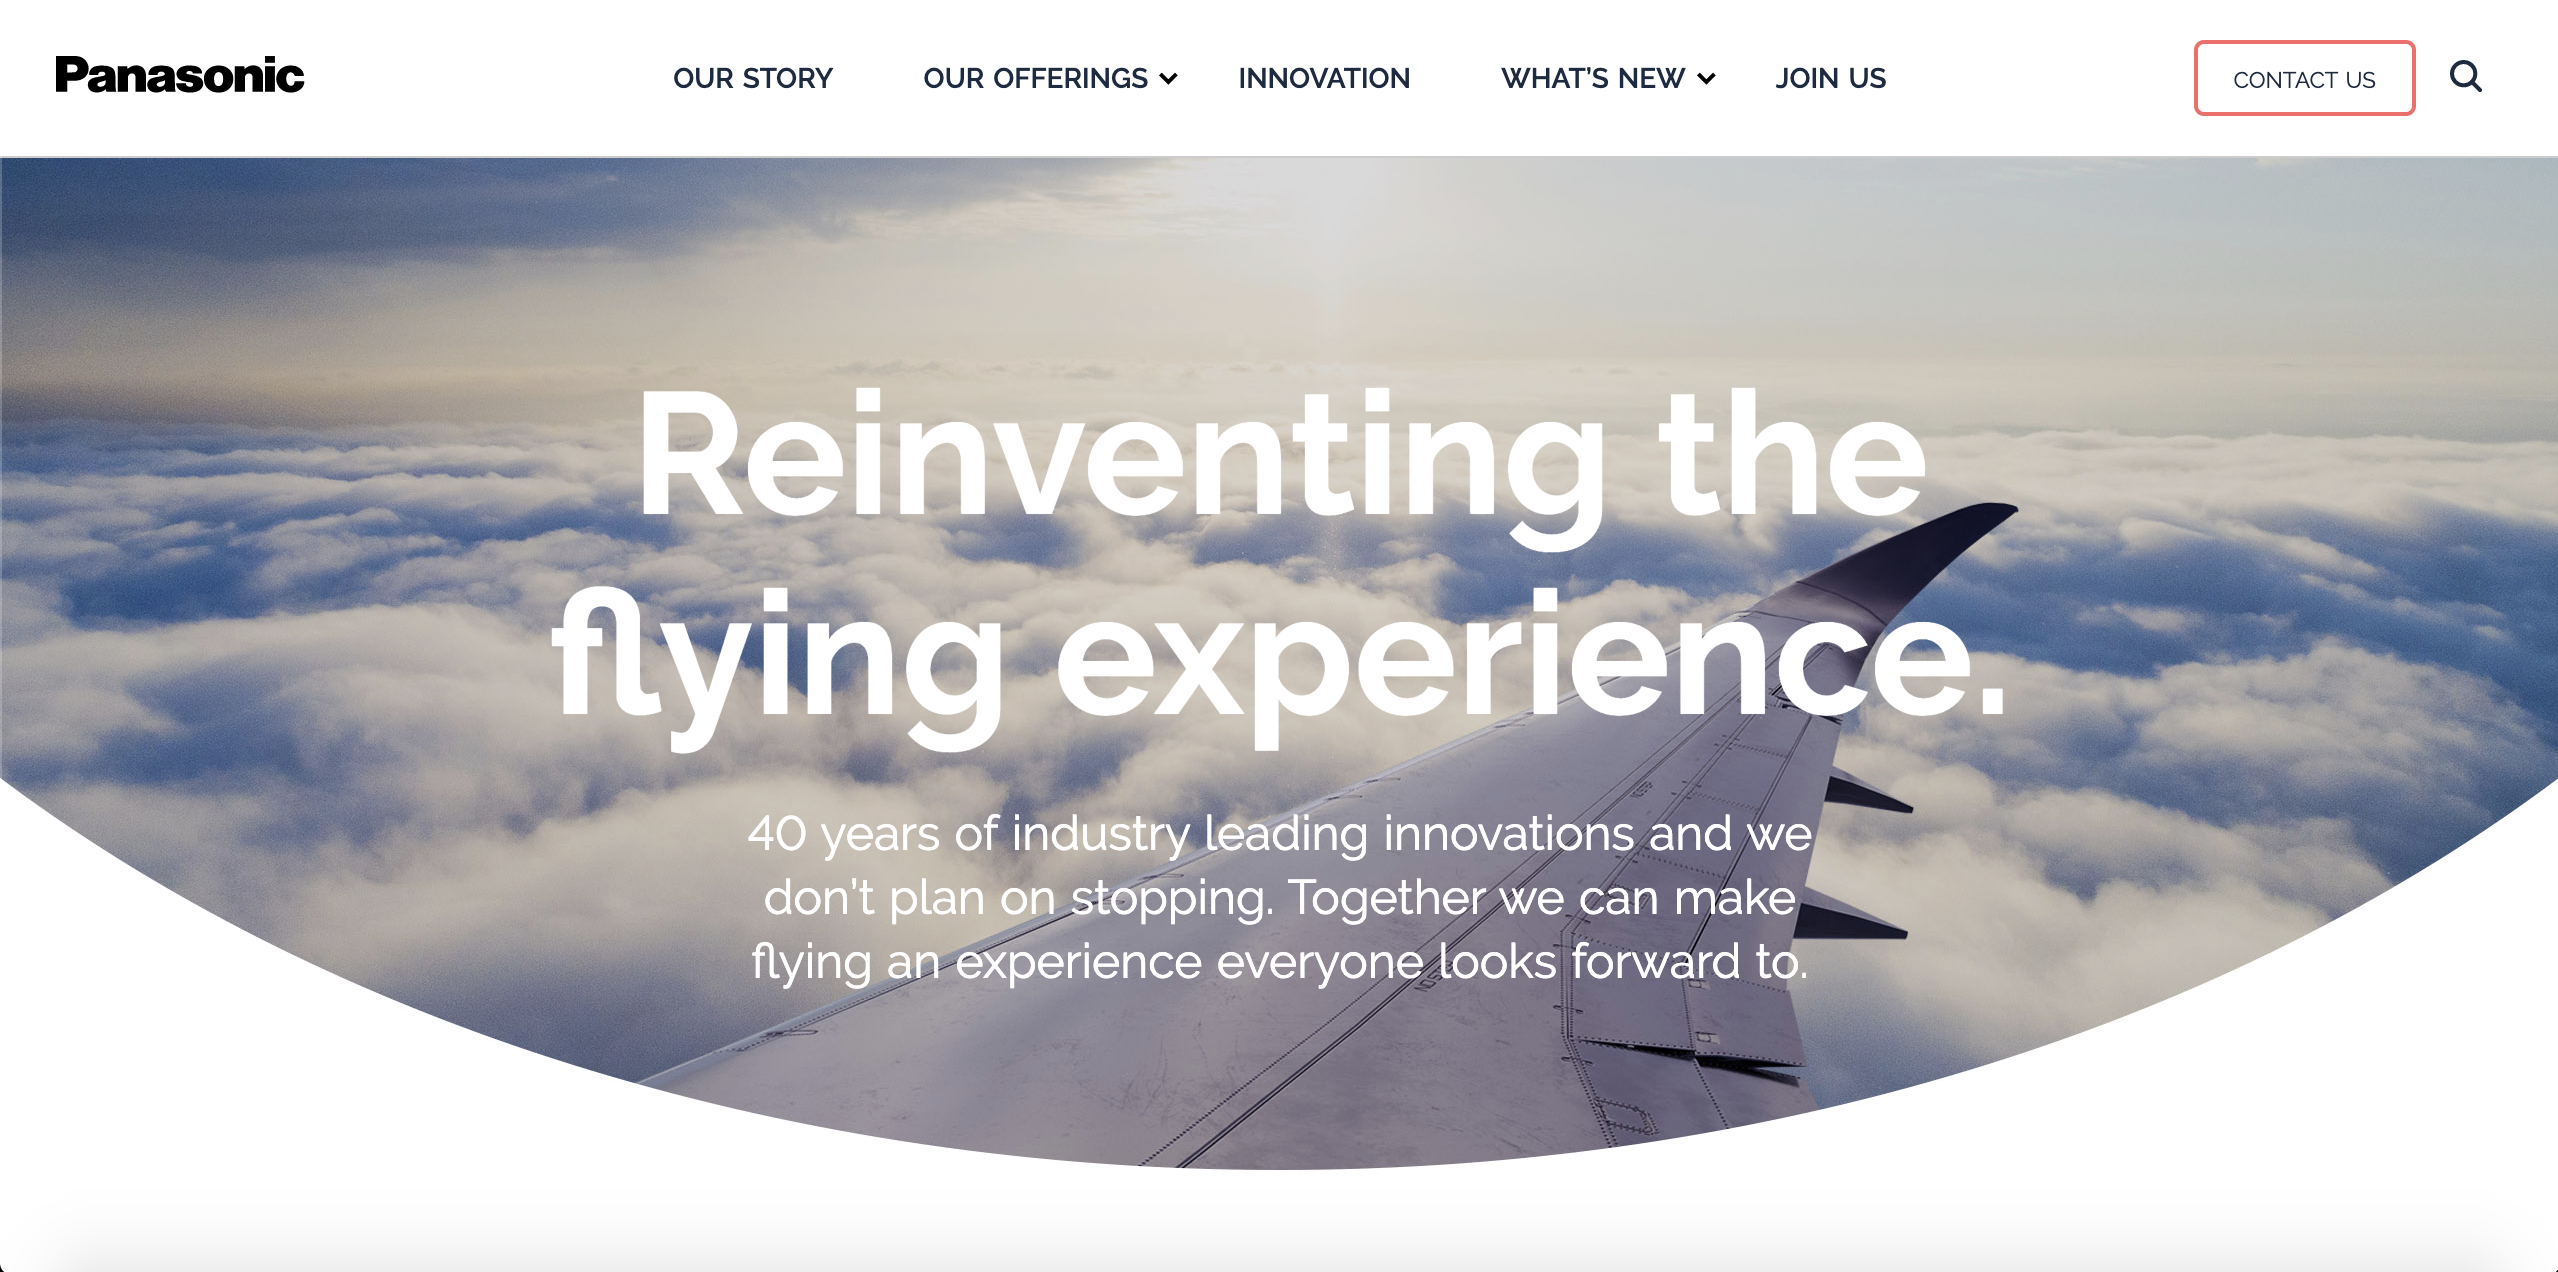 Panasonic
OUR STORY
OUR OFFERINGS
INNOVATION
WHAT’S NEW
JOIN US
CONTACT US
Reinventing the
flying experience.
40 years of industry leading innovations and we
don’t plan on stopping. Together we can make
flying an experience everyone looks forward to.